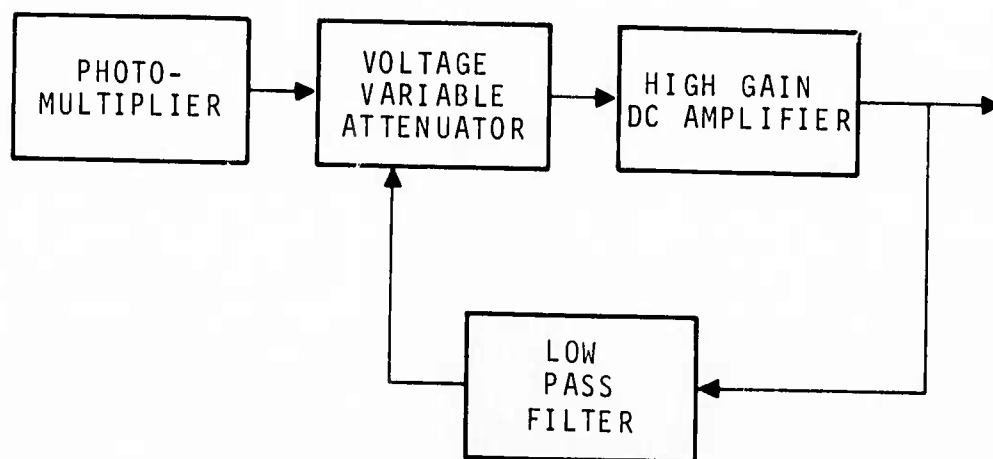 PHOTO-
MULTIPLIER
VOLTAGE
VARIABLE
ATTENUATOR
HIGH GAIN
DC AMPLIFIER
LOW
PASS
FILTER